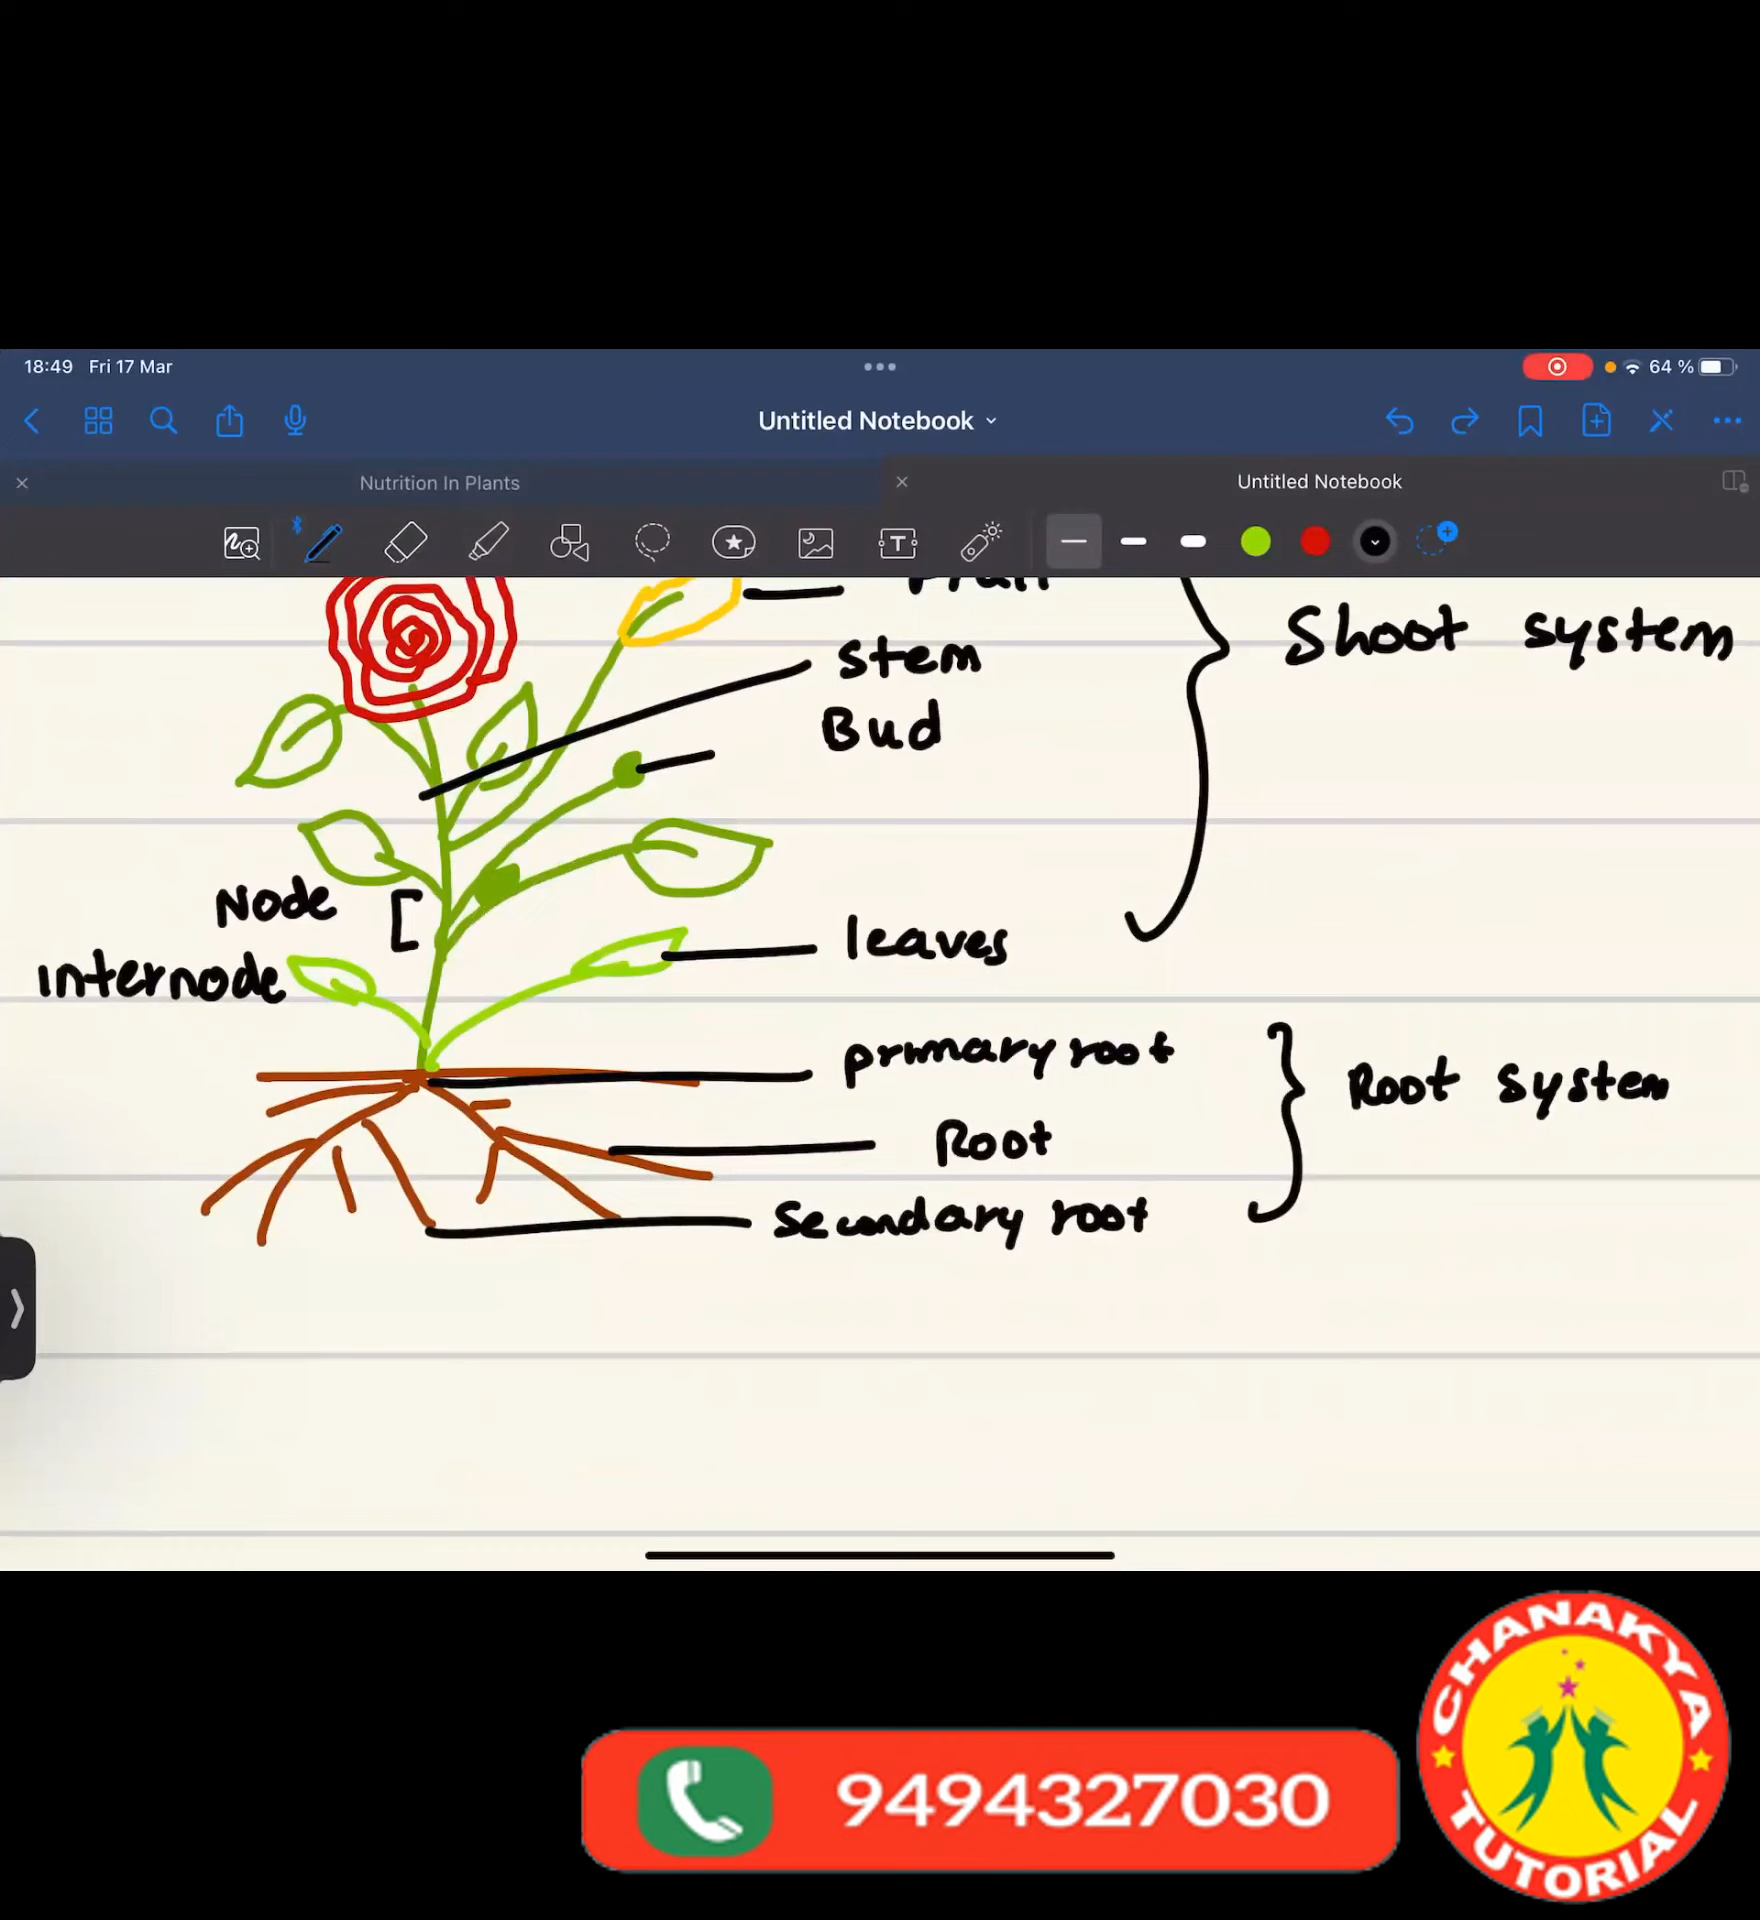 18:49 Fri 17 Mar
64 %
Untitled Notebook
Nutrition In Plants
Untitled Notebook
T
Shoot system
Stem
Bud
Node
leaves
Internode
primary root
Root system
Root
Secondary root
CHANAKYA
TUTORIAL
9494327030